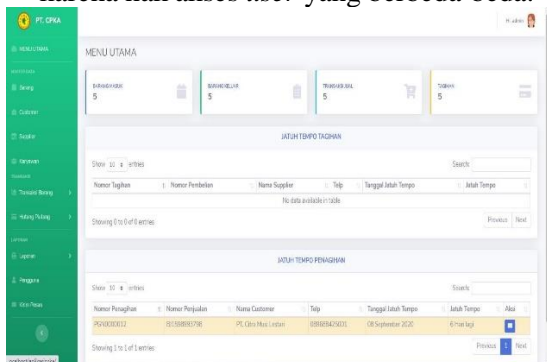 karena hak akses user yang berbeda-beda.
PT. CPKA
Hi, admin
MENU UTAMA
MENU UTAMA
BARANG MASUK
5
BARANG KELUAR
5
TRANSAKSI JUAL
5
TAGIHAN
5
Barang
Customer
Supplier
Karyawan
Transaksi Barang
Hutang Piutang
Laporan
Pengguna
JATUH TEMPO TAGIHAN
Show 10 entries
Search:
Nomor Tagihan Nomor Pembelian Nama Supplier Telp Tanggal Jatuh Tempo Jatuh Tempo
No data available in table
Showing 0 to 0 of 0 entries
Previous Next
JATUH TEMPO PENAGIHAN
Show 10 entries
Search:
Nomor Penagihan Nomor Penjualan Nama Customer Telp Tanggal Jatuh Tempo Jatuh Tempo Aksi
08 September 2020 6 Hari lagi
Showing 1 to 1 of 1 entries
Previous 1 Next